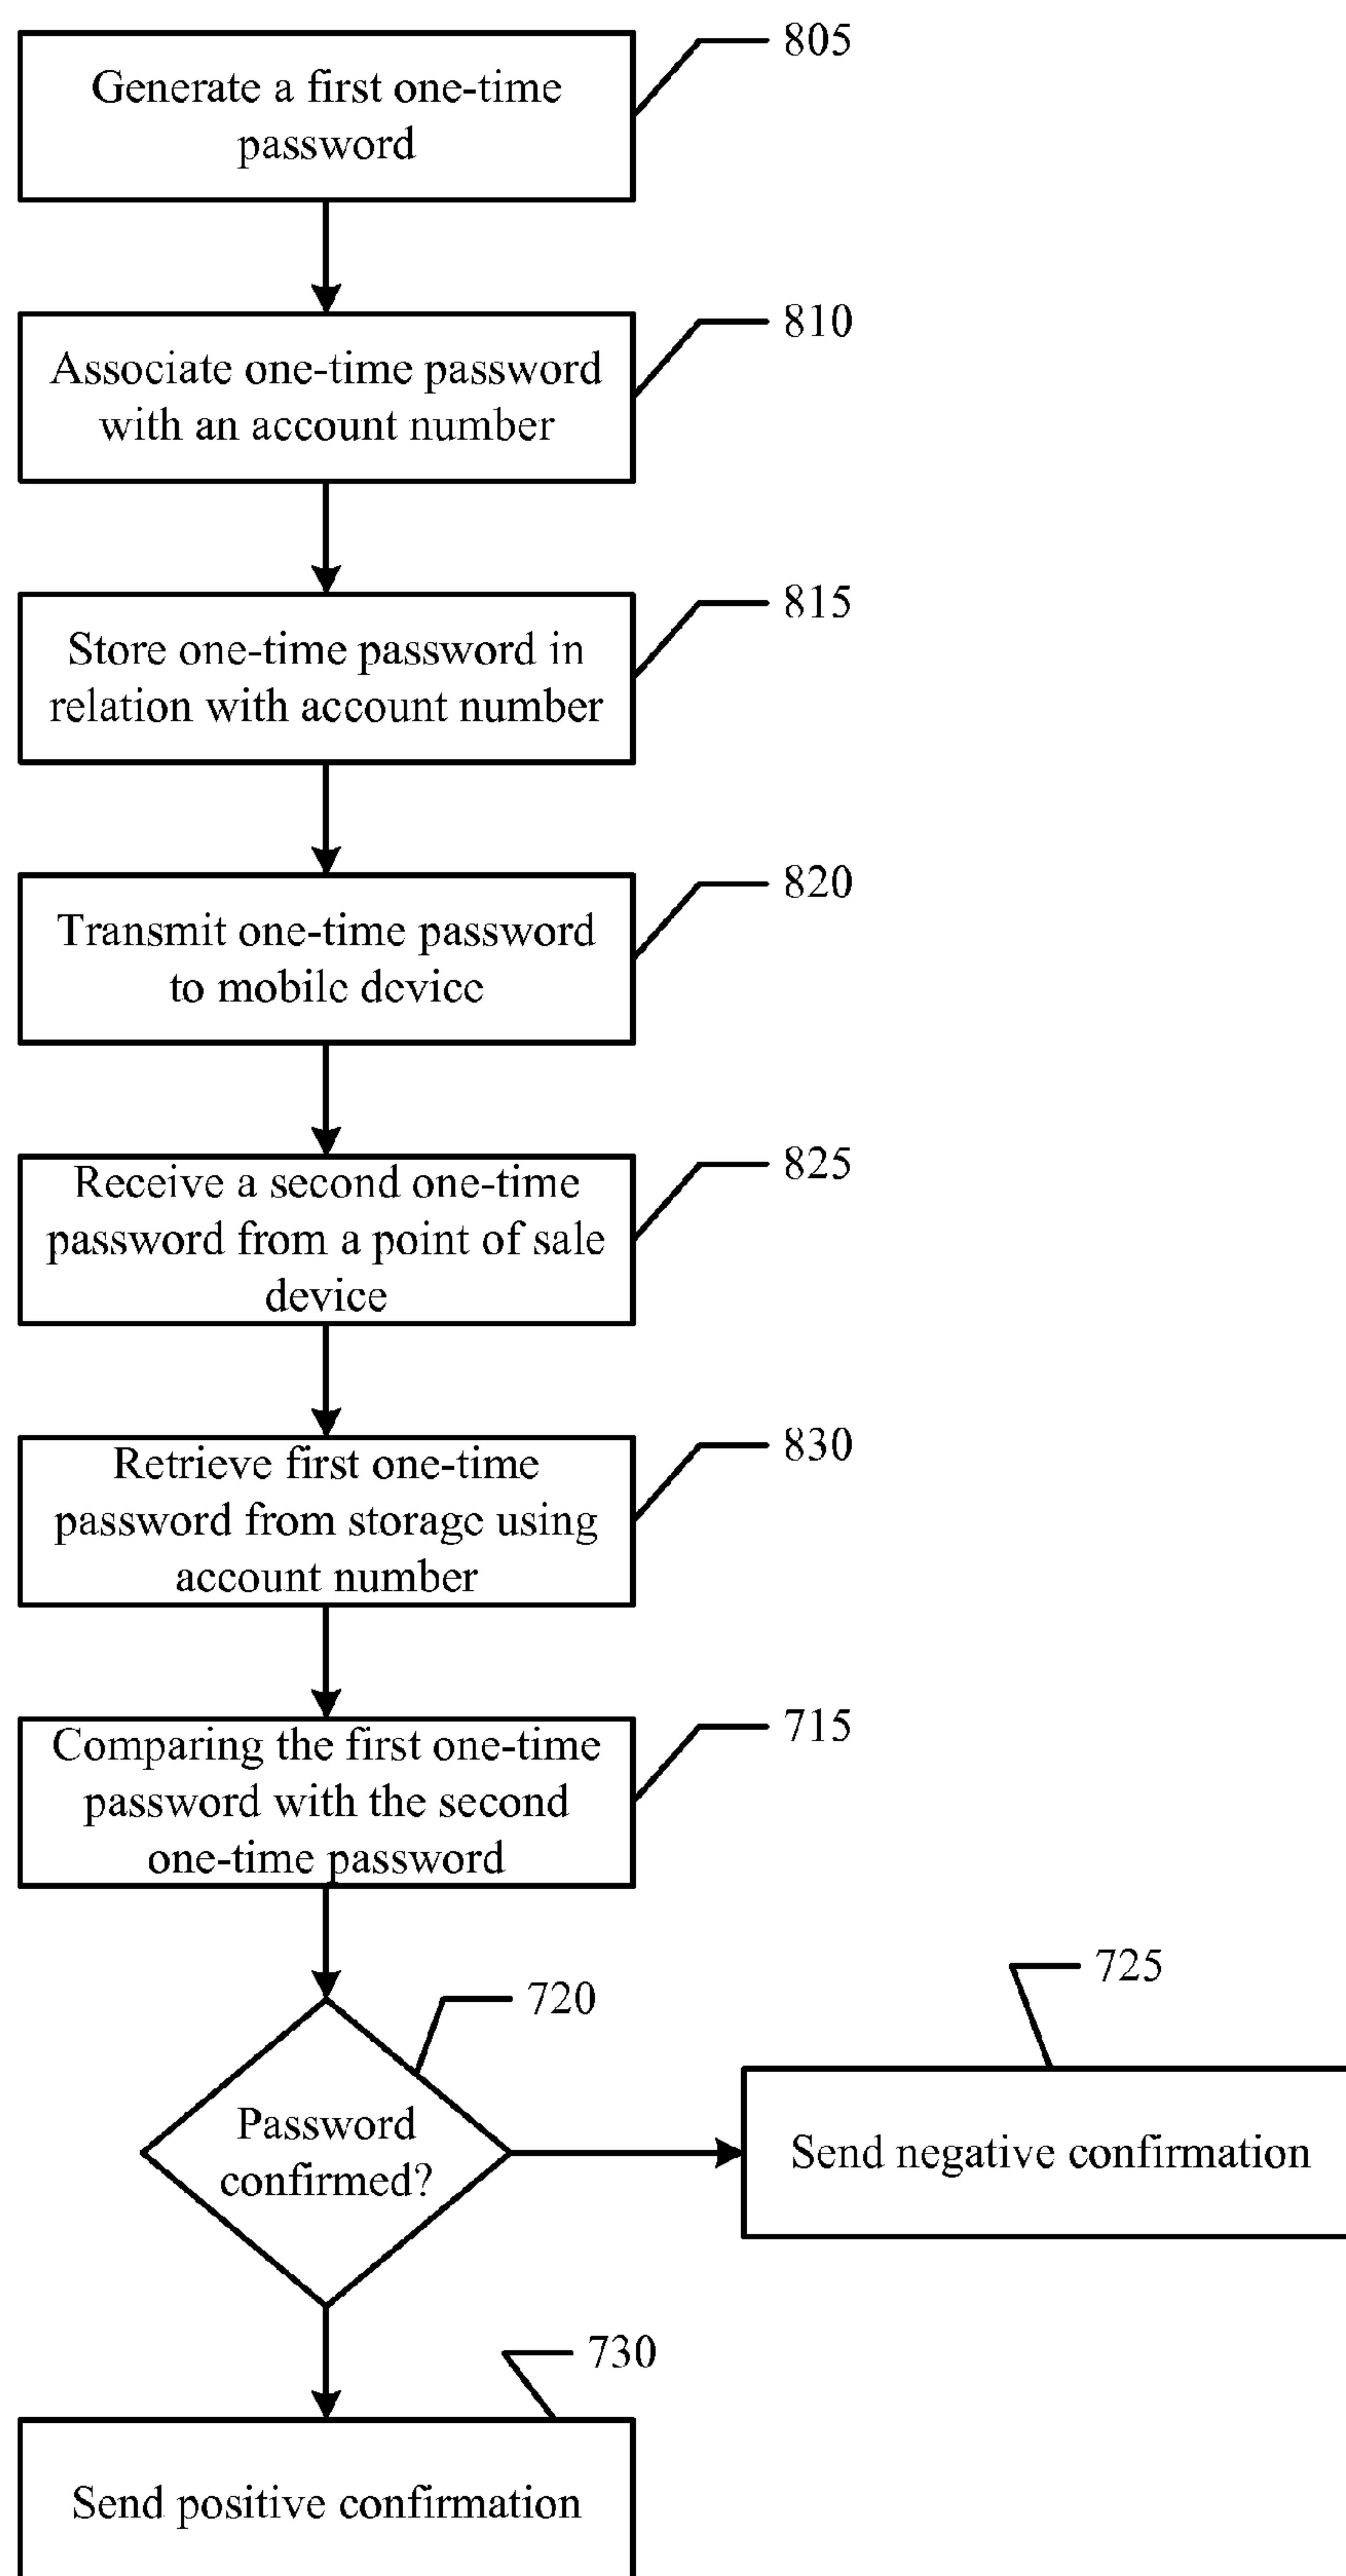 805
Generate a first one-time
password
810
Associate one-time password
with an account number
815
Store one-time password in
relation with account number
820
Transmit one-time password
to mobile device
825
Receive a second one-time
password from a point of sale
device
830
Retrieve first one-time
password from storage using
account number
715
Comparing the first one-time
password with the second
one-time password
720
725
Password
confirmed?
Send negative confirmation
730
Send positive confirmation